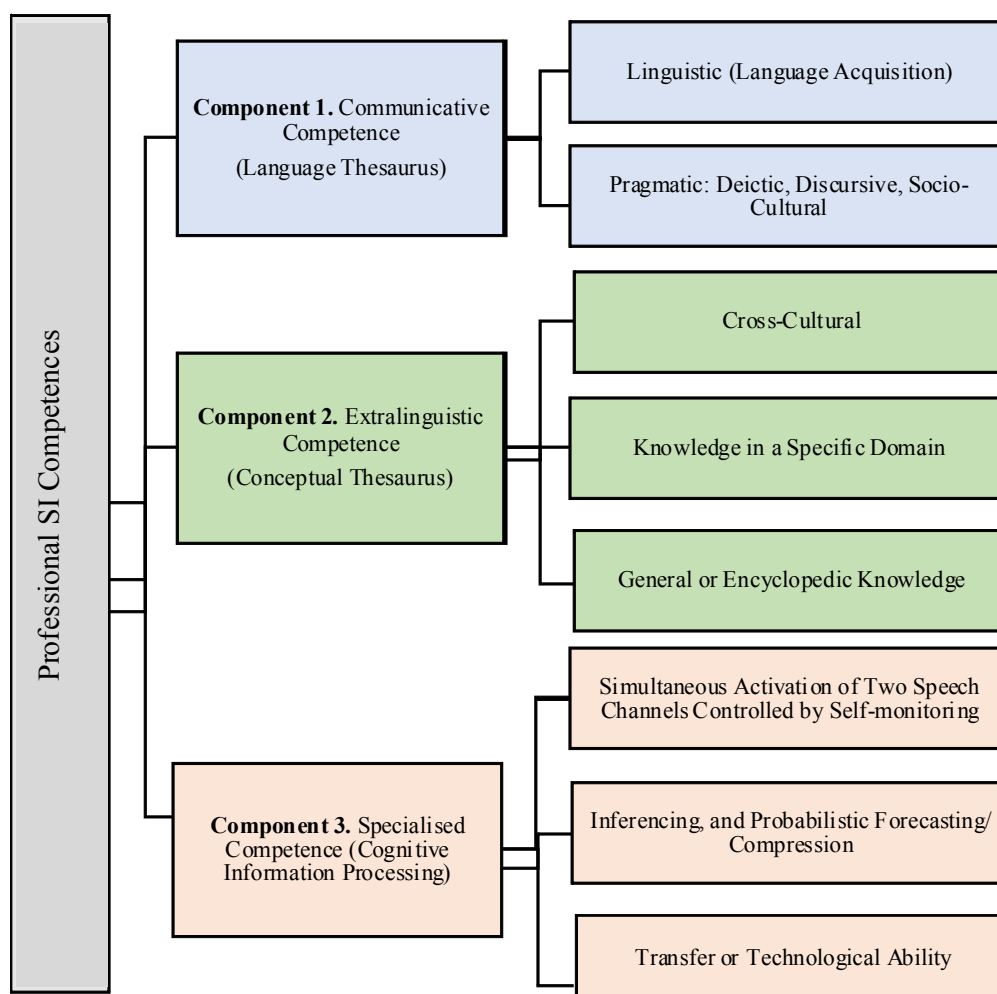 Professional SI Competences
Component 1. Communicative
Competence
(Language Thesaurus)
Linguistic (Language Acquisition)
Pragmatic: Deictic, Discursive, Socio-
Cultural
Component 2. Extralinguistic
Competence
(Conceptual Thesaurus)
Cross-Cultural
Knowledge in a Specific Domain
General or Encyclopedic Knowledge
Component 3. Specialised
Competence (Cognitive
Information Processing)
Simultaneous Activation of Two Speech
Channels Controlled by Self-monitoring
Inferencing, and Probabilistic Forecasting/
Compression
Transfer or Technological Ability